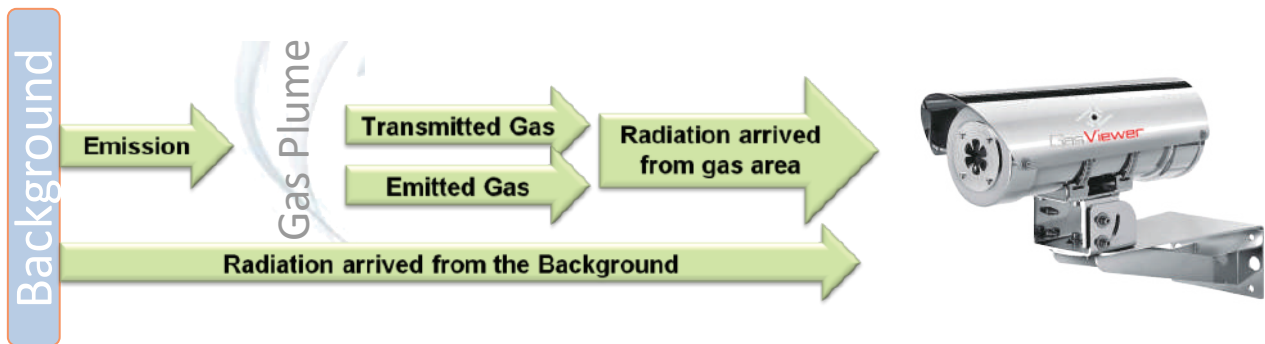 Background
Emission
Gas Plume
Transmitted Gas
Emitted Gas
Radiation arrived
from gas area
Radiation arrived from the Background
GasViewer